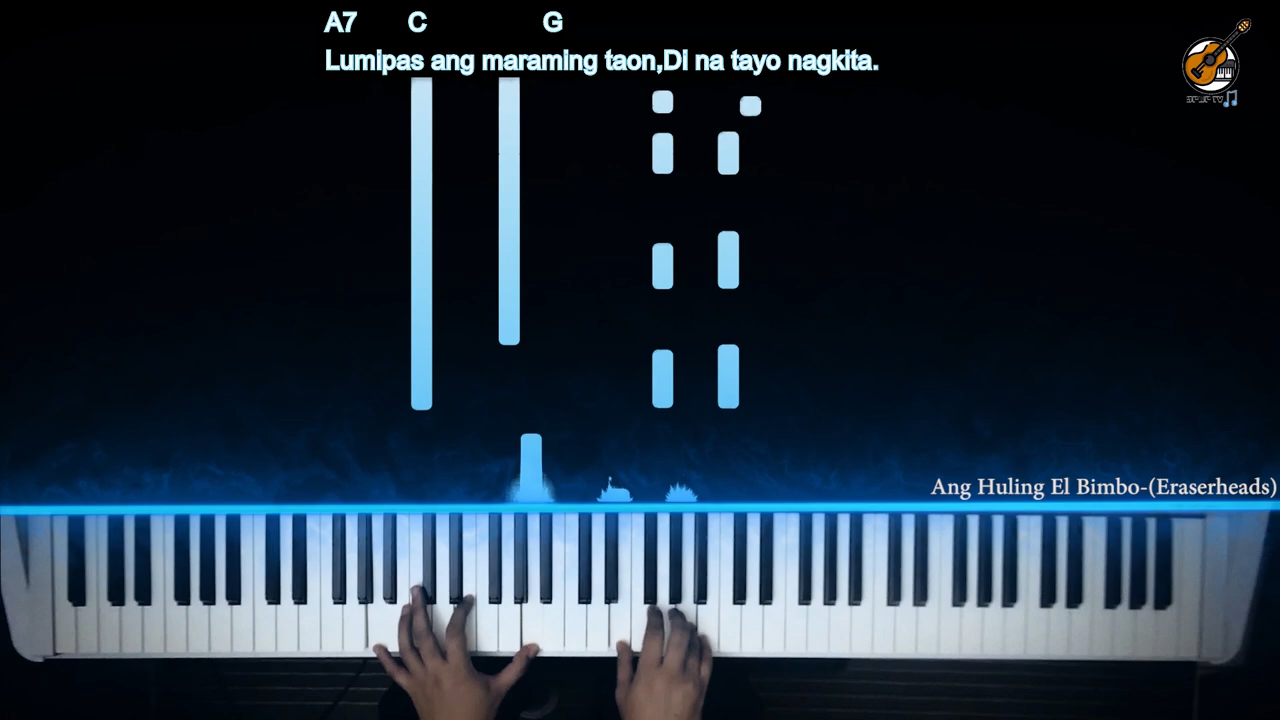 A7 C G
Lumipas ang maraming taon,Di na tayo nagkita.
Ang Huling El Bimbo-(Eraserheads)